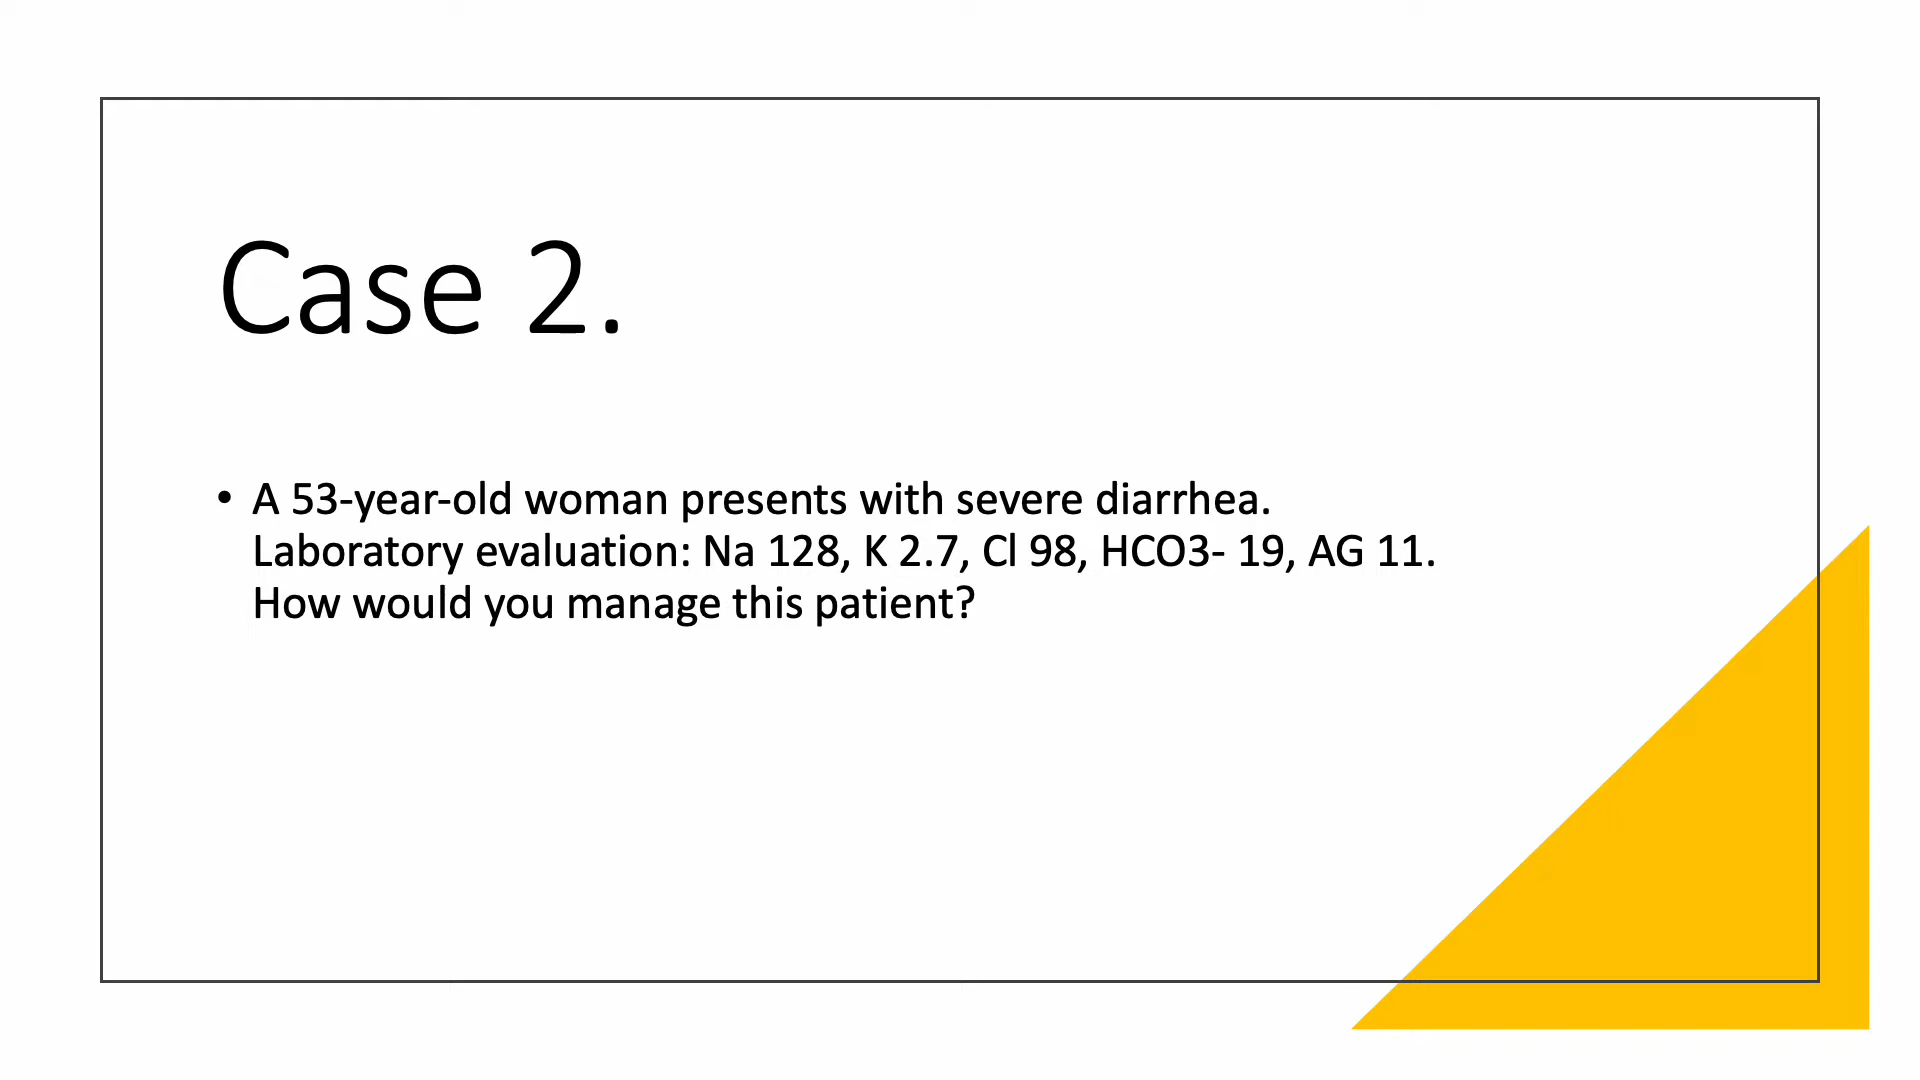 Case 2.
• A 53-year-old woman presents with severe diarrhea.
Laboratory evaluation: Na 128, K 2.7, Cl 98, HCO3- 19, AG 11.
How would you manage this patient?